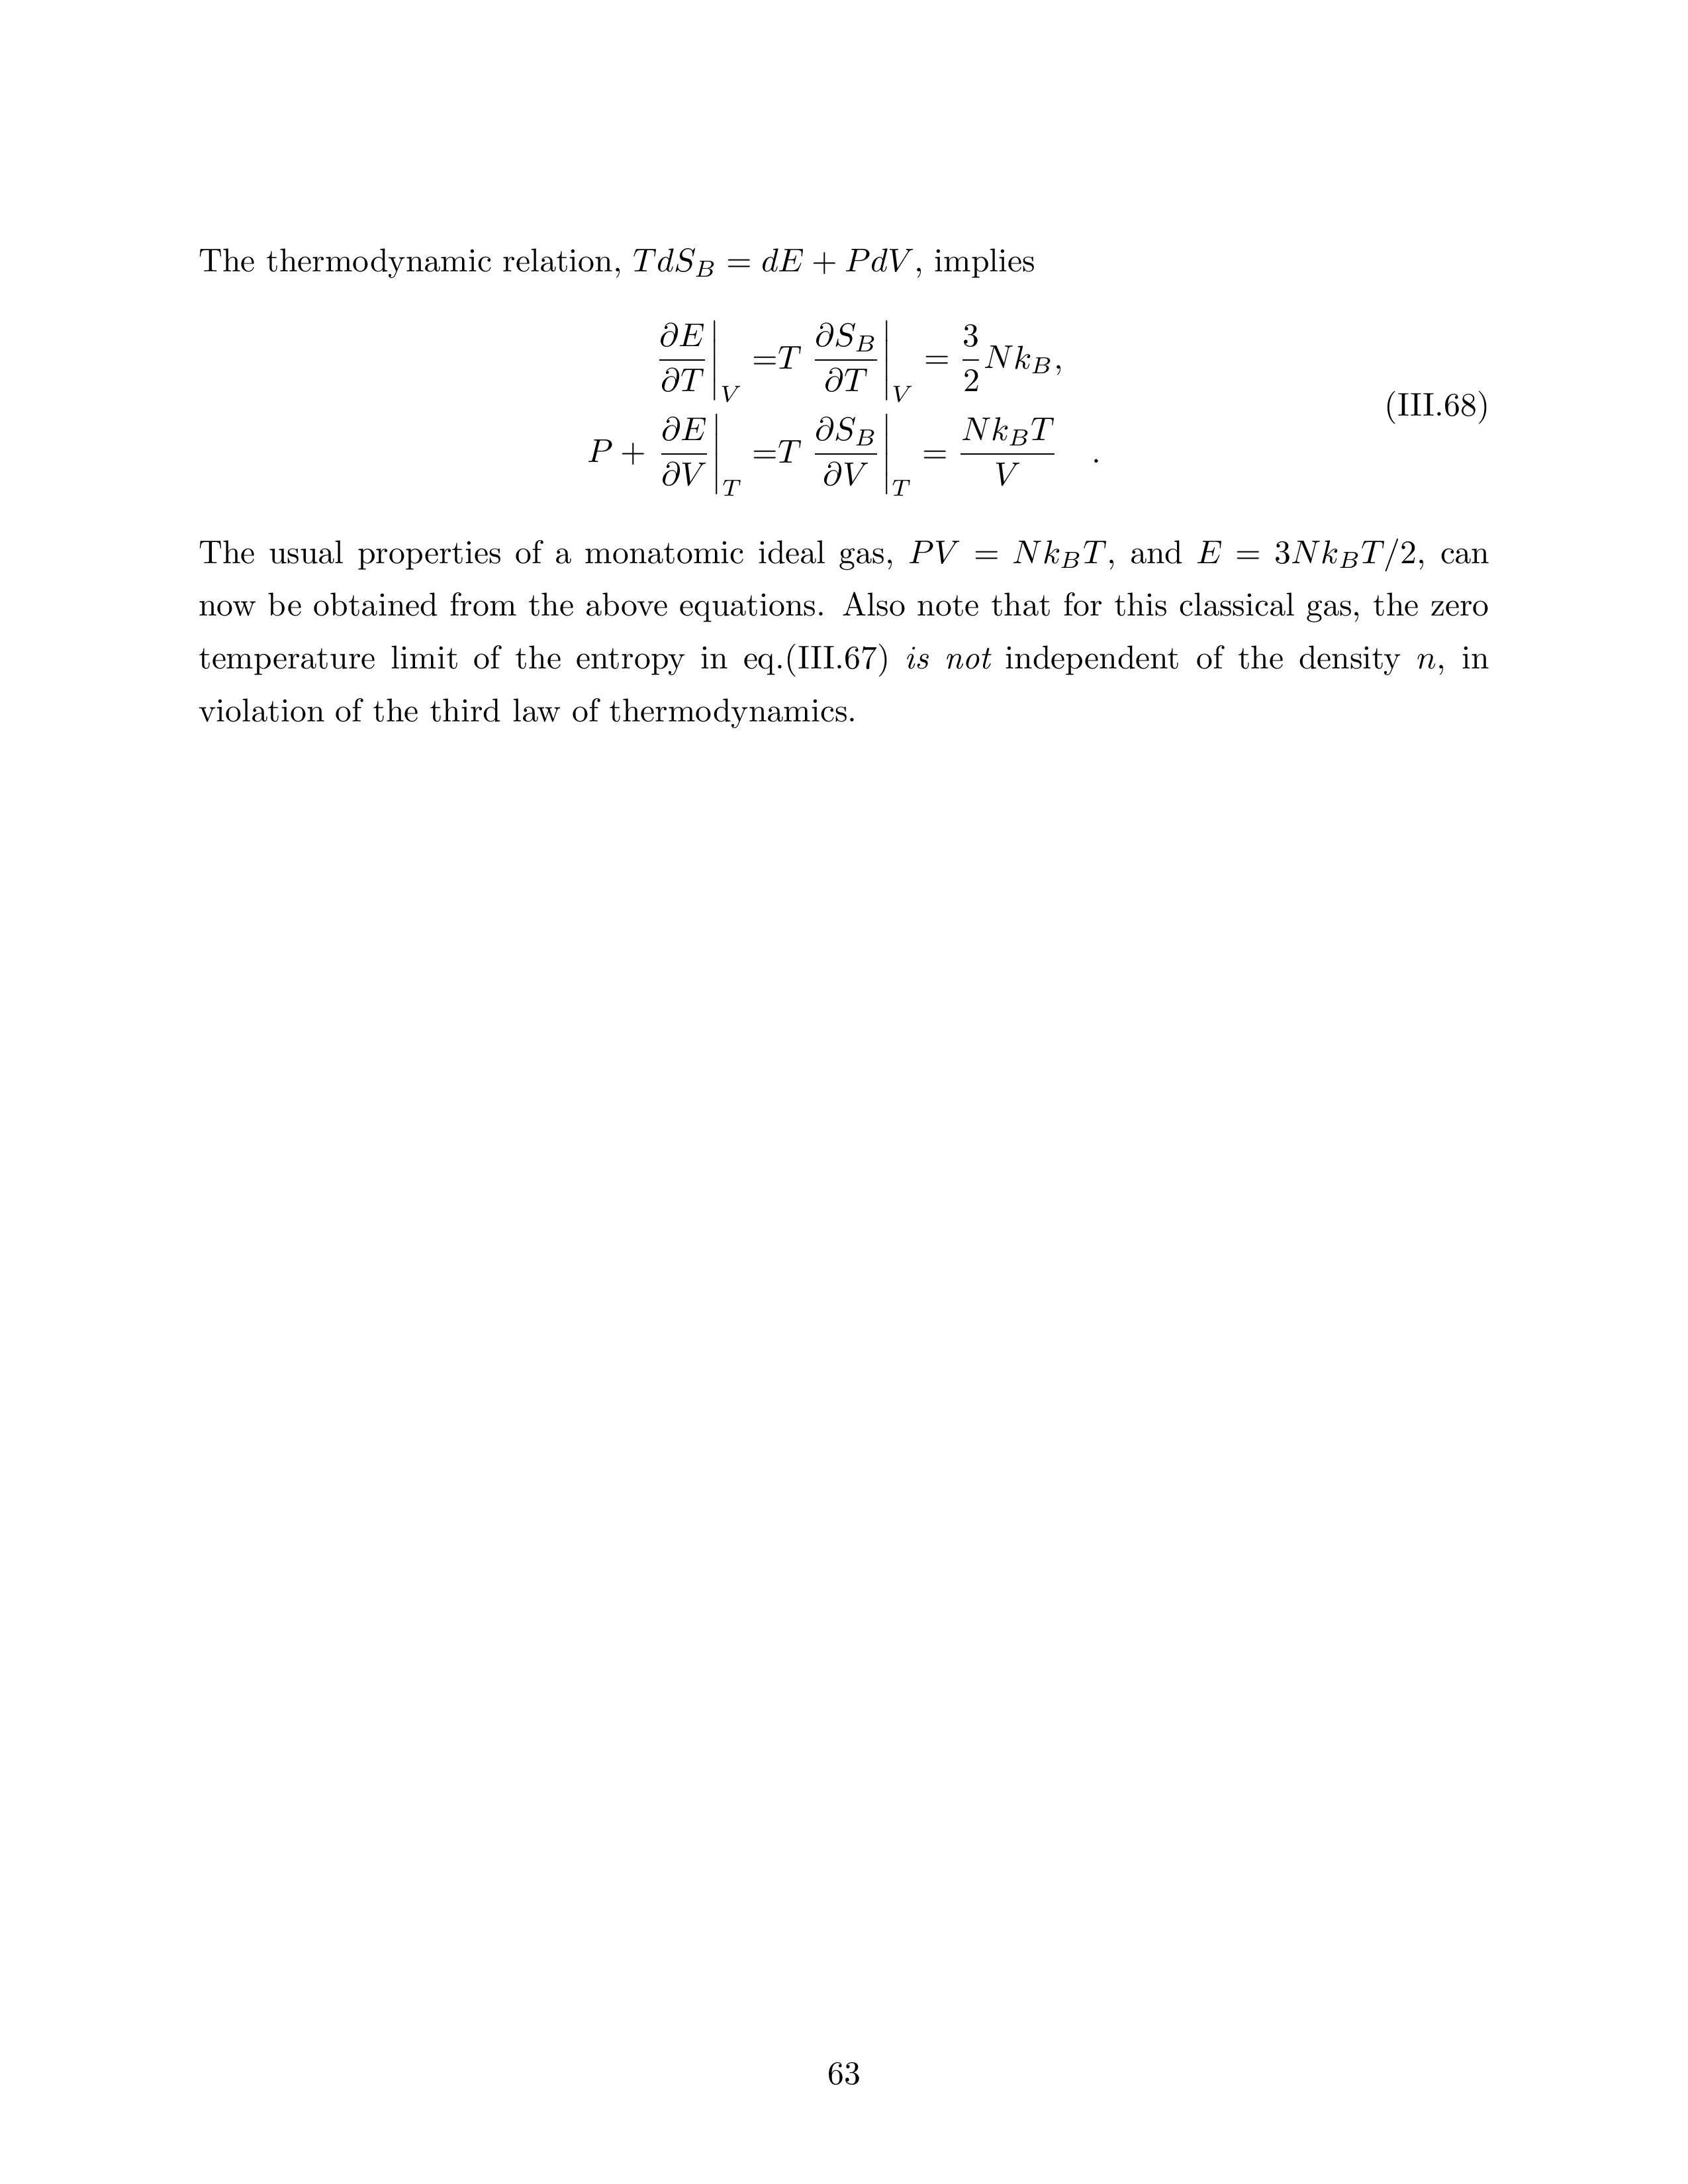 The thermodynamic relation, $TdS_B = dE + PdV$, implies
$\left.\frac{\partial E}{\partial T}\right|_V = T \left.\frac{\partial S_B}{\partial T}\right|_V = \frac{3}{2} N k_B,$
$P + \left.\frac{\partial E}{\partial V}\right|_T = T \left.\frac{\partial S_B}{\partial V}\right|_T = \frac{N k_B T}{V} \quad .$
(III.68)
The usual properties of a monatomic ideal gas, $PV = Nk_BT$, and $E = 3Nk_BT/2$, can
now be obtained from the above equations. Also note that for this classical gas, the zero
temperature limit of the entropy in eq.(III.67) is not independent of the density $n$, in
violation of the third law of thermodynamics.
63